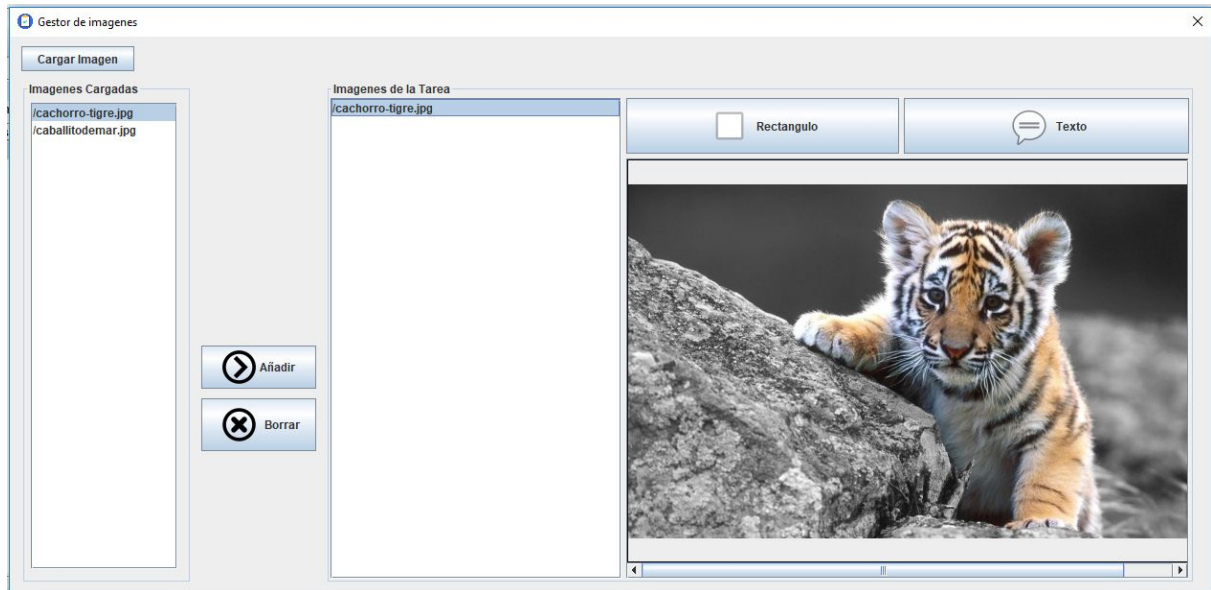 Gestor de imagenes
Cargar Imagen
Imagenes Cargadas
/cachorro-tigre.jpg
/caballitodemar.jpg
Añadir
Borrar
Imagenes de la Tarea
/cachorro-tigre.jpg
Rectangulo
Texto